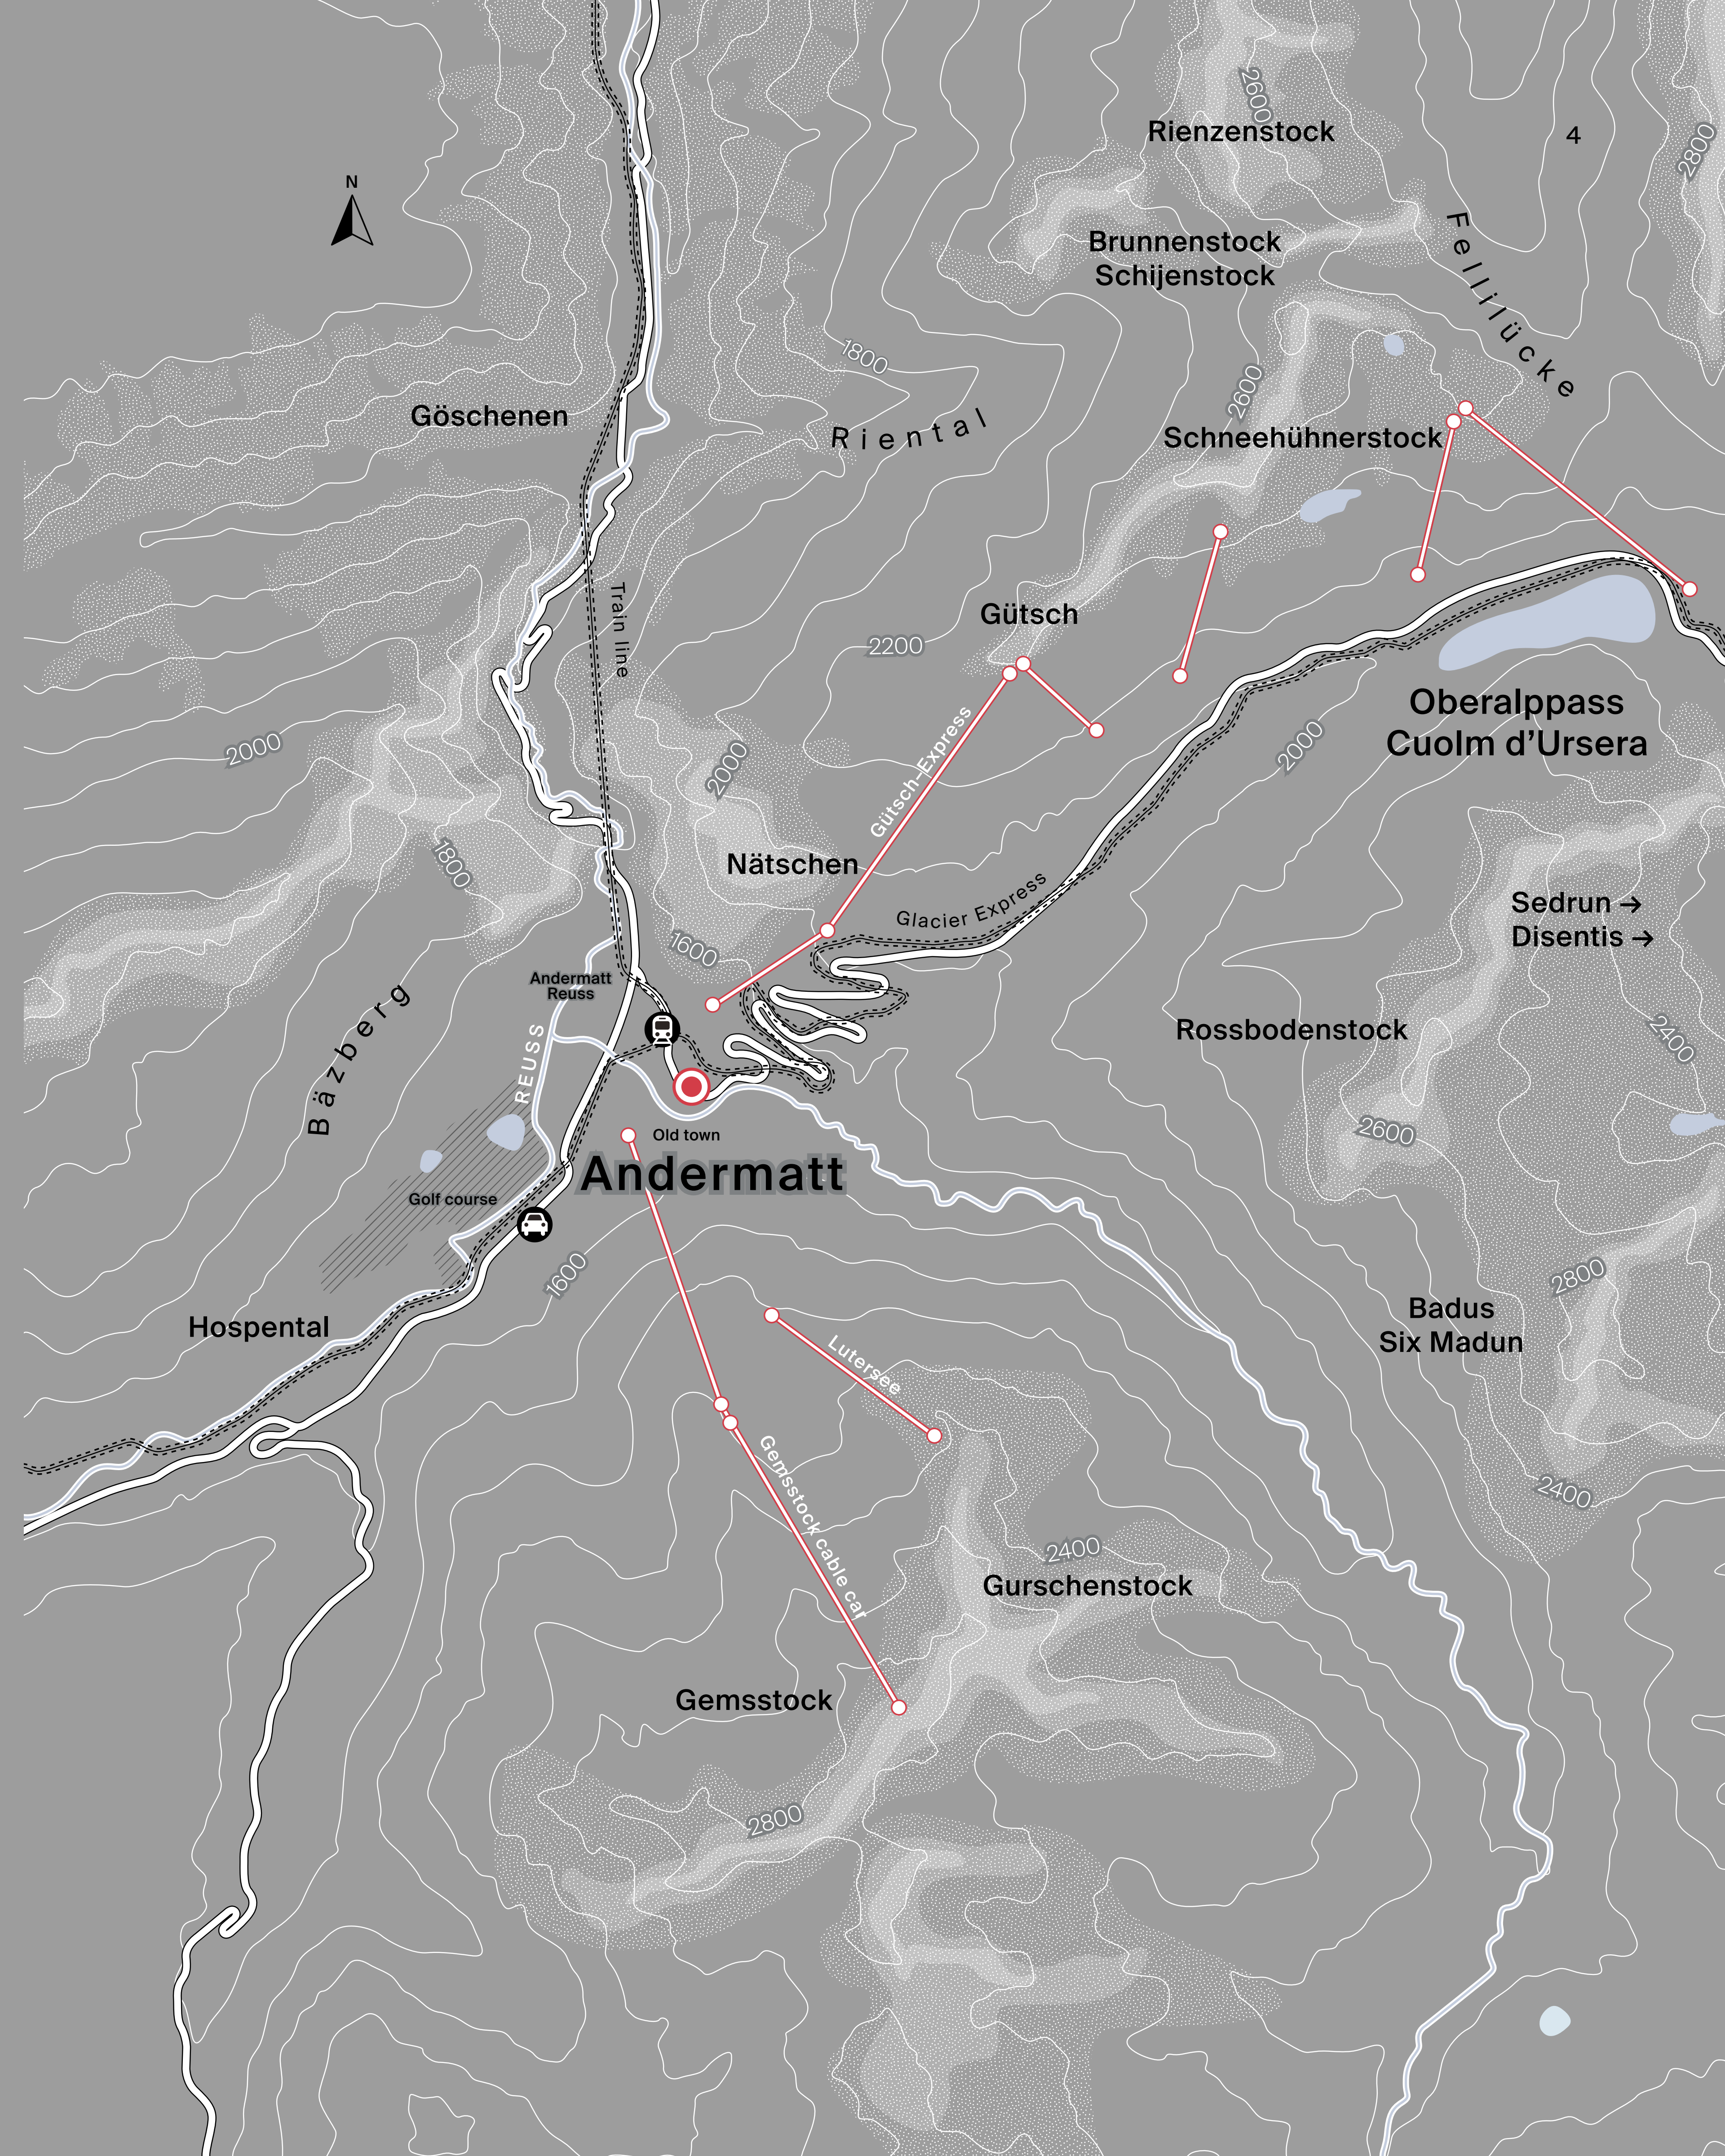 2600
Rienzenstock
4
2800
N
Fellilücke
Brunnenstock
Schijenstock
1800
2600
Göschenen
Riental
Schneehühnerstock
Train line
Gütsch
2200
Oberalppass
Cuolm d'Ursera
2000
2000
2000
Gütsch-Express
1800
Nätschen
Glacier Express
Sedrun →
Disentis →
1600
Andermatt
Reuss
Bäzberg
REUSS
Rossbodenstock
2400
Old town
2600
Andermatt
Golf course
1600
2800
Hospental
Badus
Six Madun
Lutersee
Gemsstock cable car
2400
2400
Gurschenstock
Gemsstock
2800